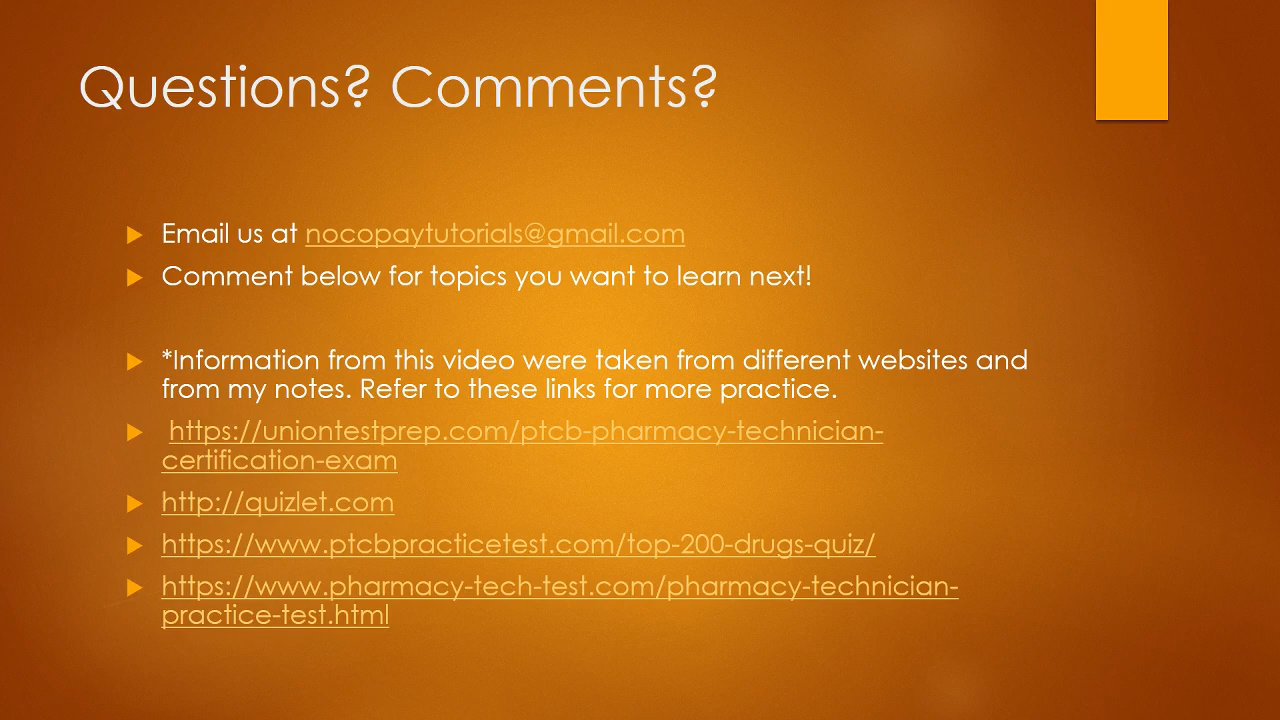 Questions? Comments?
Email us at nocopaytutorials@gmail.com
Comment below for topics you want to learn next!
*Information from this video were taken from different websites and
from my notes. Refer to these links for more practice.
https://uniontestprep.com/ptcb-pharmacy-technician-
certification-exam
http://quizlet.com
https://www.ptcbpracticetest.com/top-200-drugs-quiz/
https://www.pharmacy-tech-test.com/pharmacy-technician-
practice-test.html